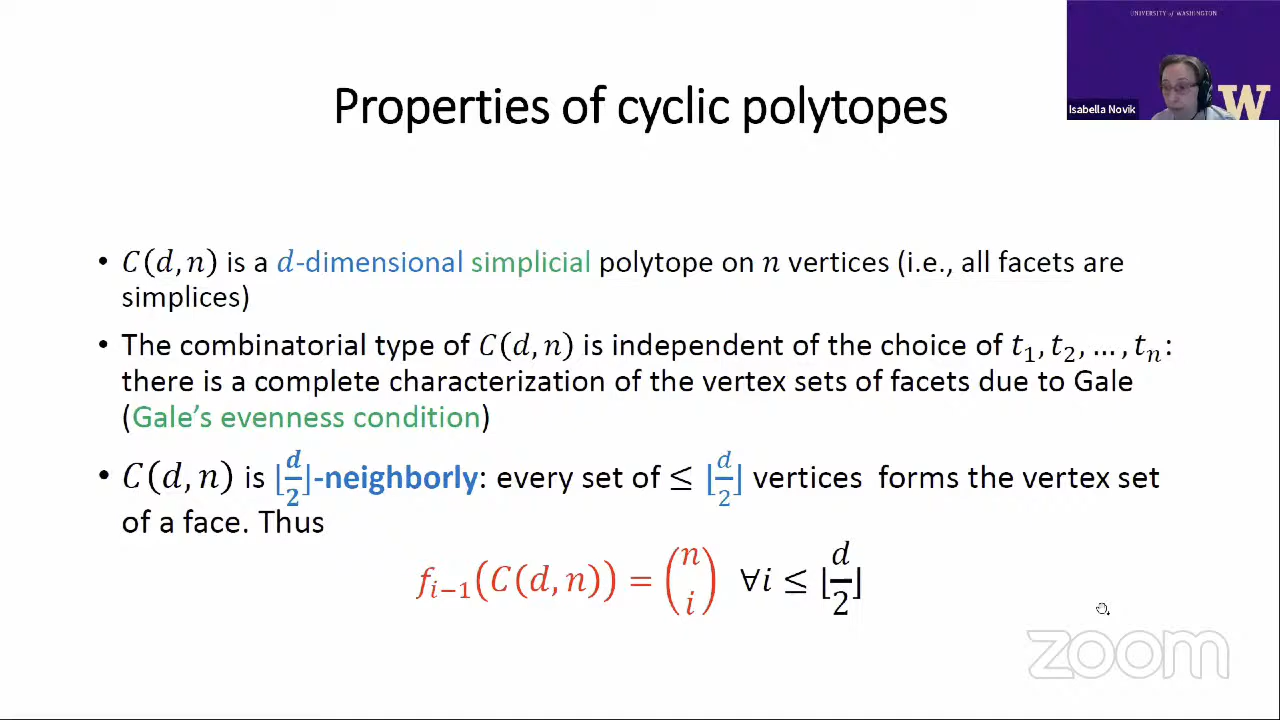 UNIVERSITY of WASHINGTON
Isabella Novik
W
Properties of cyclic polytopes
• C(d, n) is a d-dimensional simplicial polytope on n vertices (i.e., all facets are
simplices)
• The combinatorial type of C(d, n) is independent of the choice of t₁, t₂, …, tₙ:
there is a complete characterization of the vertex sets of facets due to Gale
(Gale's evenness condition)
• C(d, n) is ⌊d/2⌋-neighborly: every set of ≤ ⌊d/2⌋ vertices forms the vertex set
of a face. Thus
f_{i−1}(C(d, n)) = (n i) ∀i ≤ ⌊d/2⌋
zoom